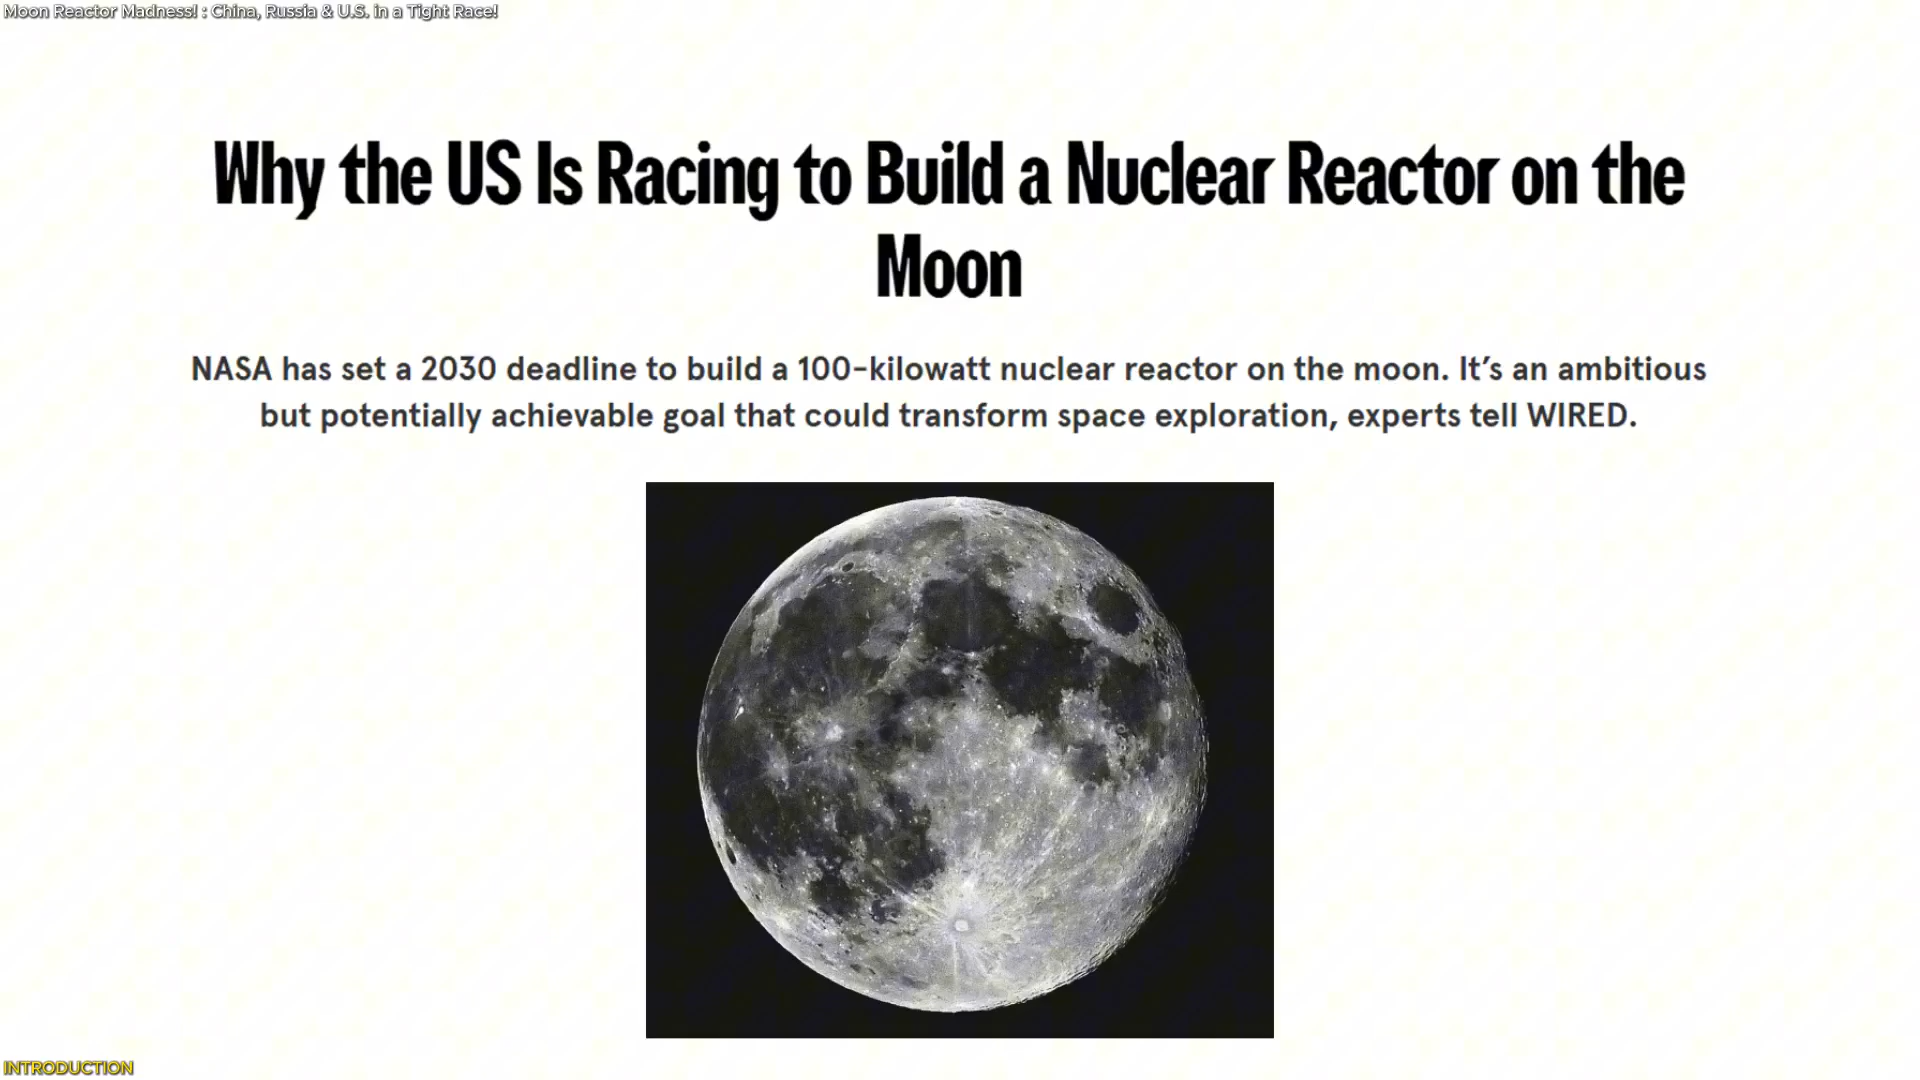 Moon Reactor Madness! : China, Russia & U.S. in a Tight Race!
Why the US Is Racing to Build a Nuclear Reactor on the
Moon
NASA has set a 2030 deadline to build a 100-kilowatt nuclear reactor on the moon. It’s an ambitious
but potentially achievable goal that could transform space exploration, experts tell WIRED.
INTRODUCTION